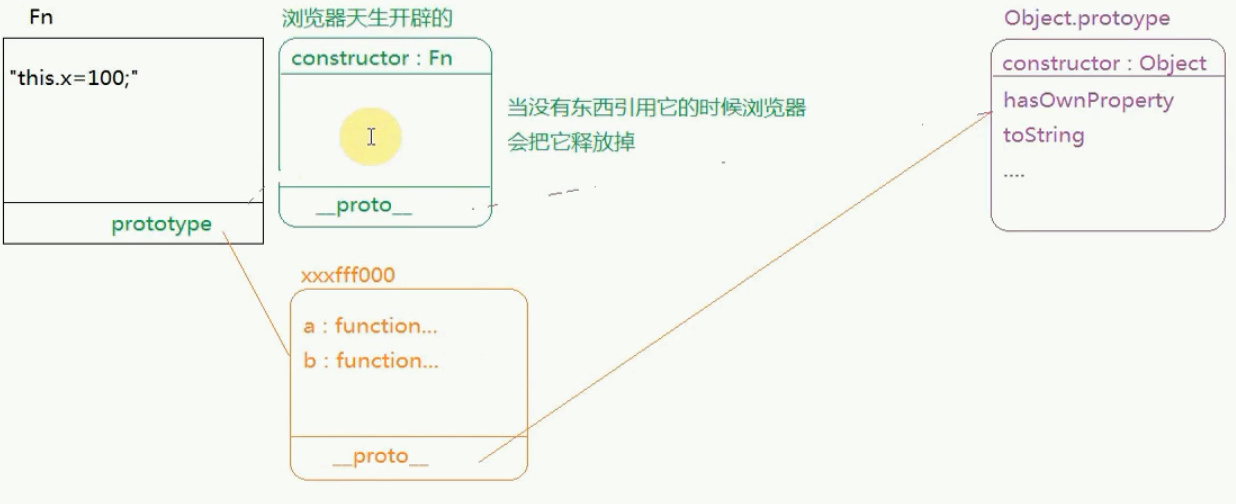 Fn
"this.x=100;"
prototype
浏览器天生开辟的
constructor : Fn
__proto__
当没有东西引用它的时候浏览器
会把它释放掉
xxxfff000
a : function...
b : function...
__proto__
Object.protoype
constructor : Object
hasOwnProperty
toString
....